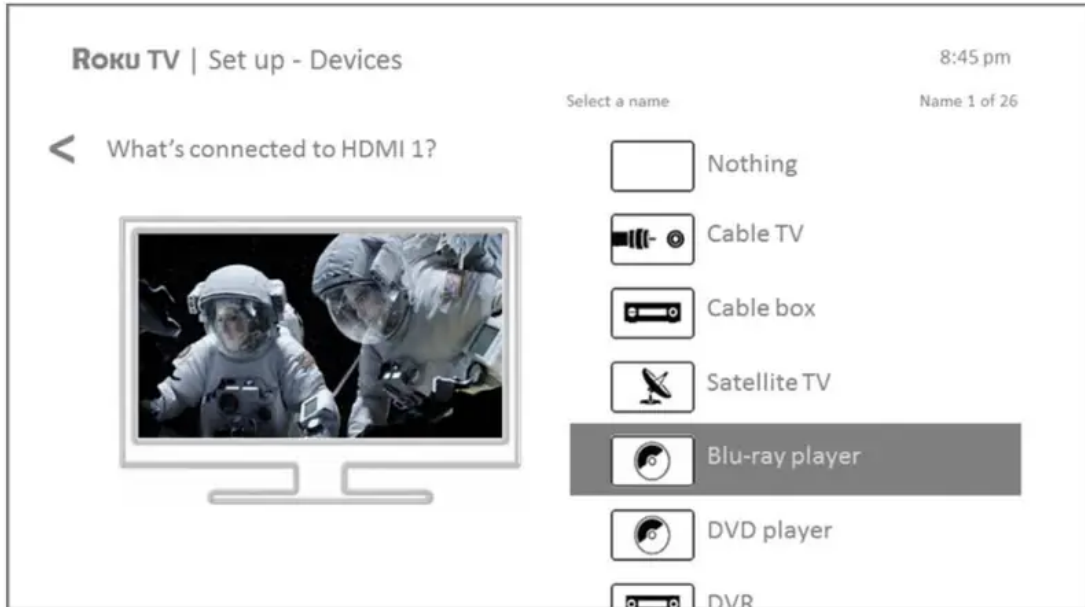 ROKU TV | Set up - Devices
8:45 pm
Select a name
Name 1 of 26
< What's connected to HDMI 1?
Nothing
Cable TV
Cable box
Satellite TV
Blu-ray player
DVD player
DVR